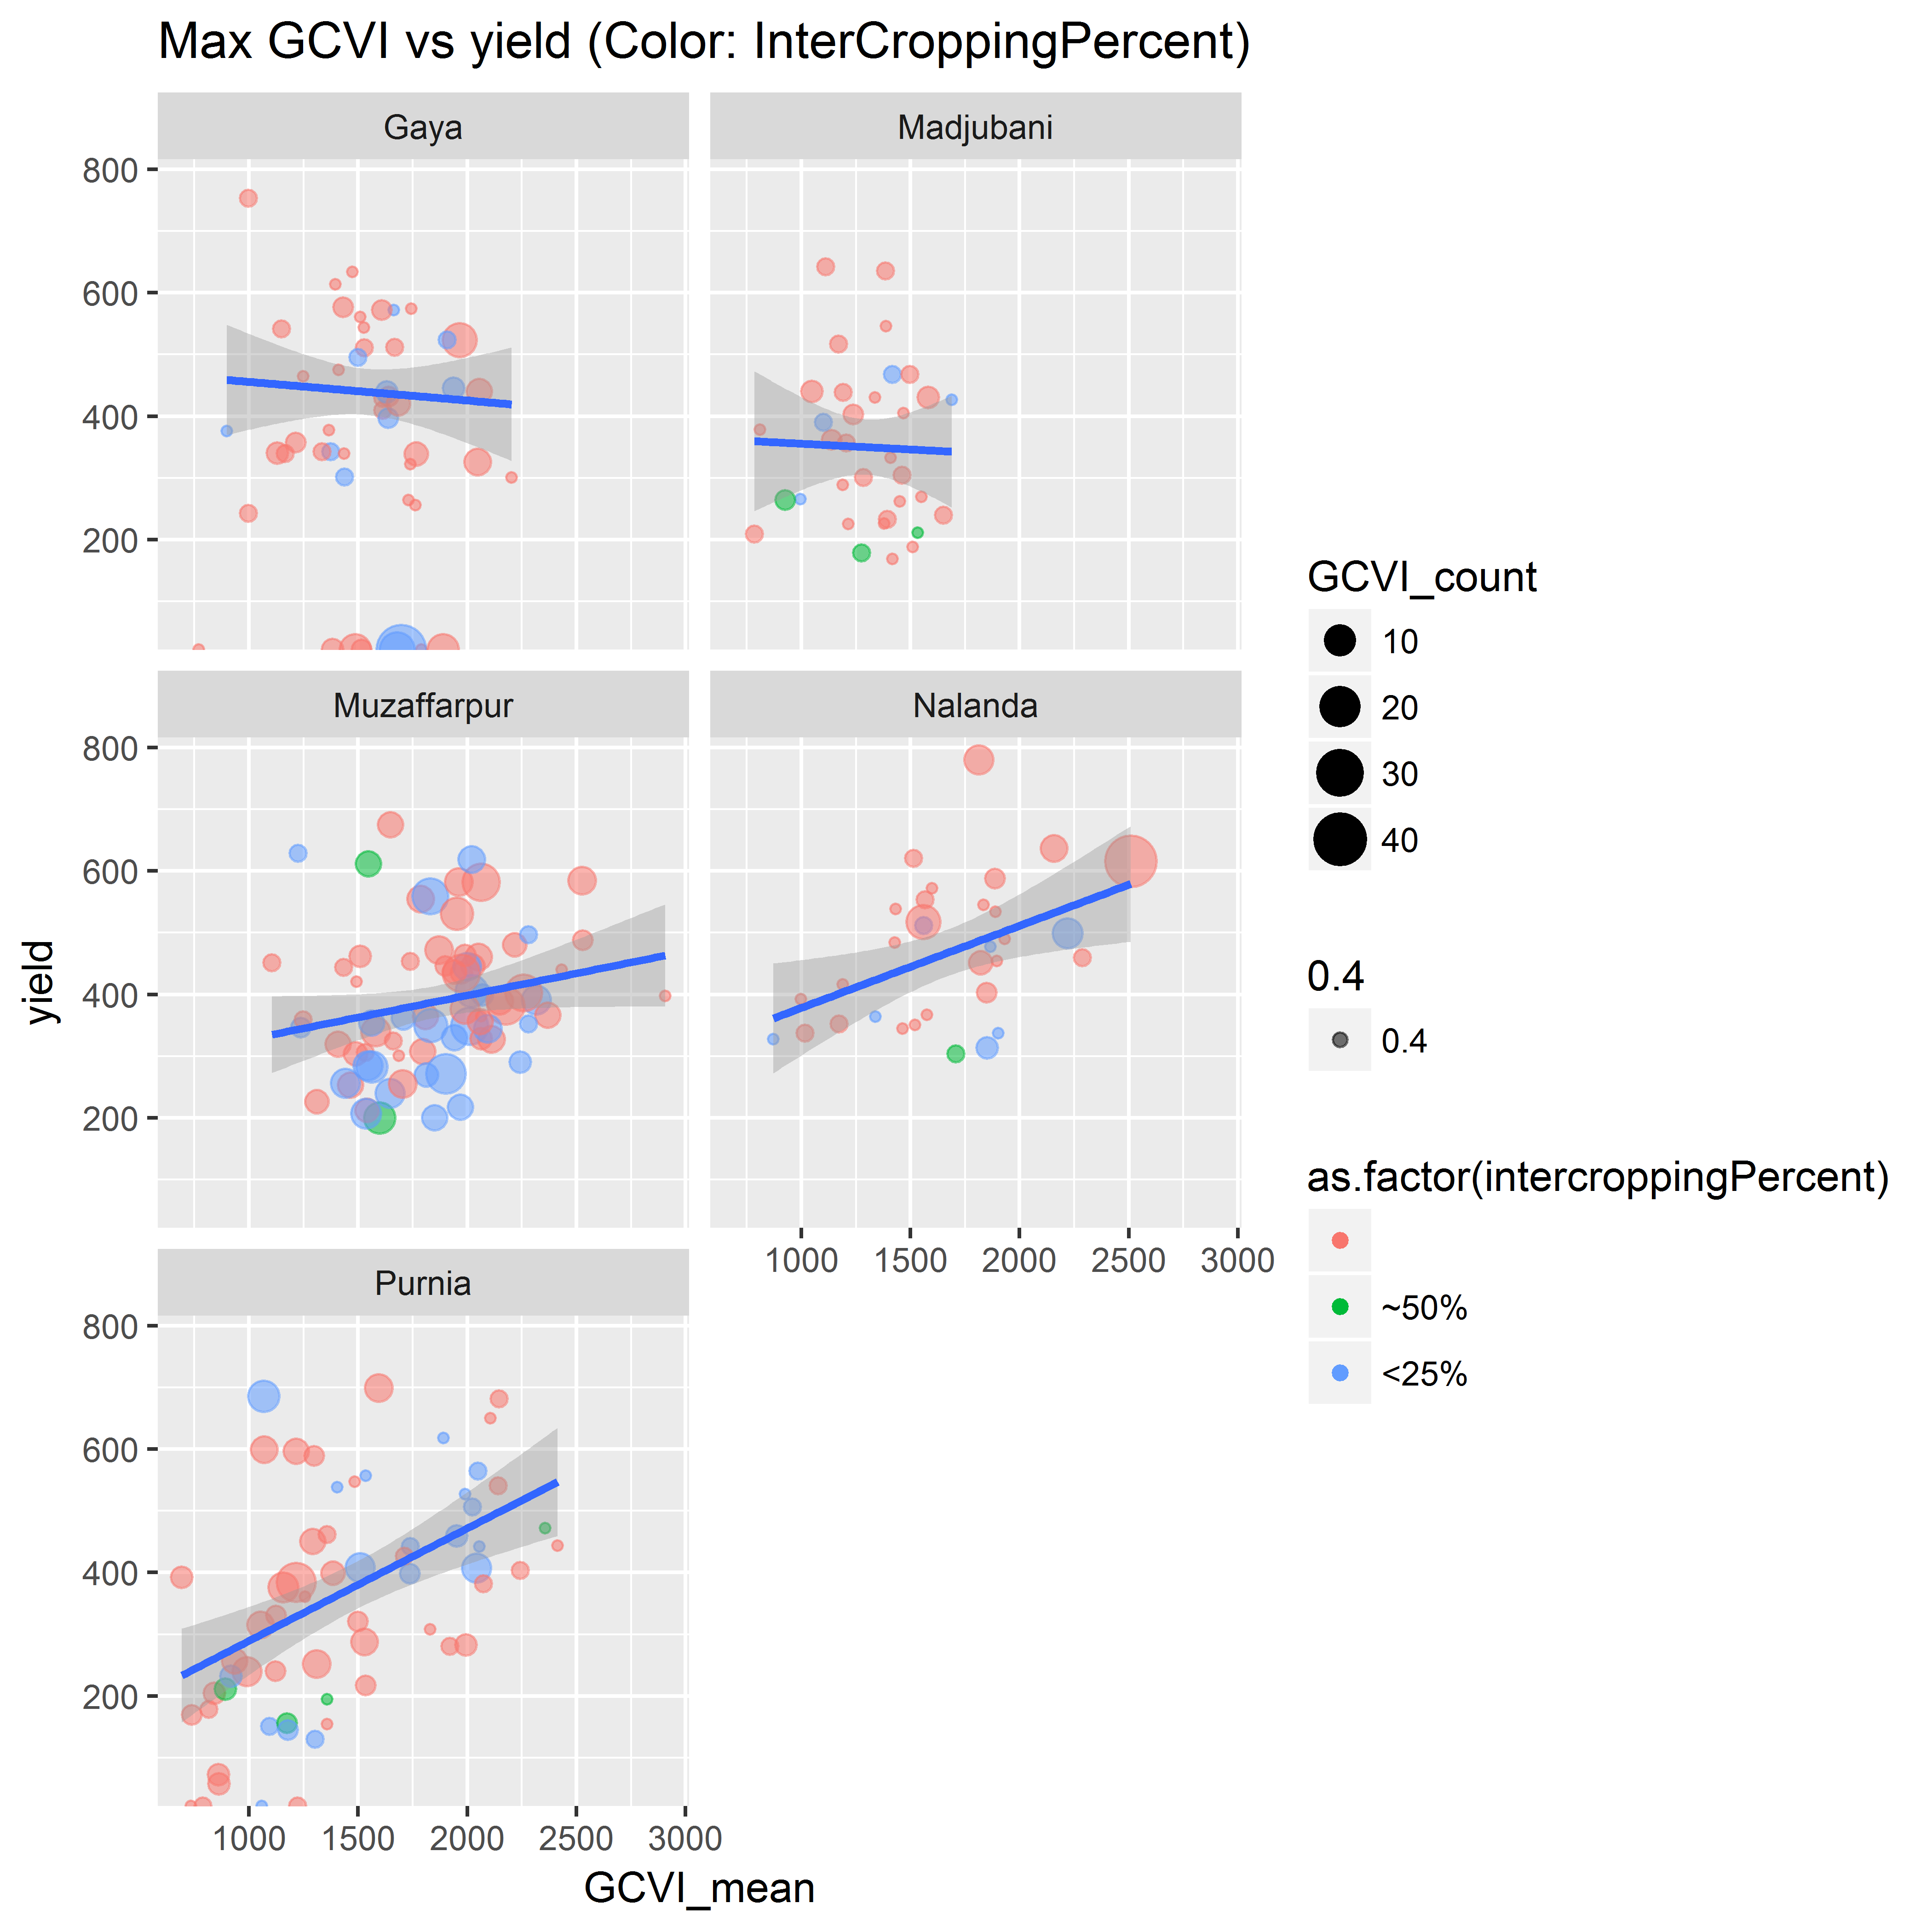 Max GCVI vs yield (Color: InterCroppingPercent)
Gaya
Madjubani
800
600
400
200
Muzaffarpur
Nalanda
800
600
400
200
1000 1500 2000 2500 3000
Purnia
800
600
400
200
1000 1500 2000 2500 3000
GCVI_mean
yield
GCVI_count
10
20
30
40
0.4
0.4
as.factor(intercroppingPercent)
~50%
<25%